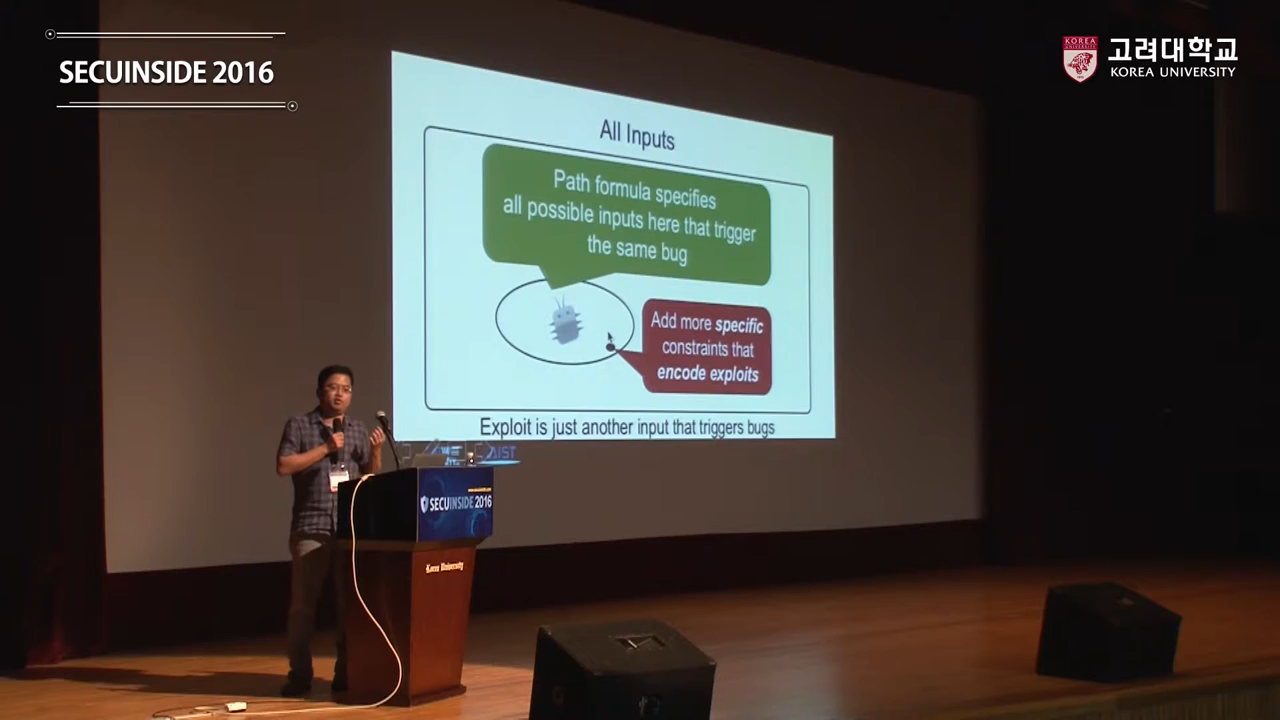 SECUINSIDE 2016
KOREA
고려대학교
KOREA UNIVERSITY
All Inputs
Path formula specifies
all possible inputs here that trigger
the same bug
Add more specific
constraints that
encode exploits
Exploit is just another input that triggers bugs
SECUINSIDE 2016
Korea University